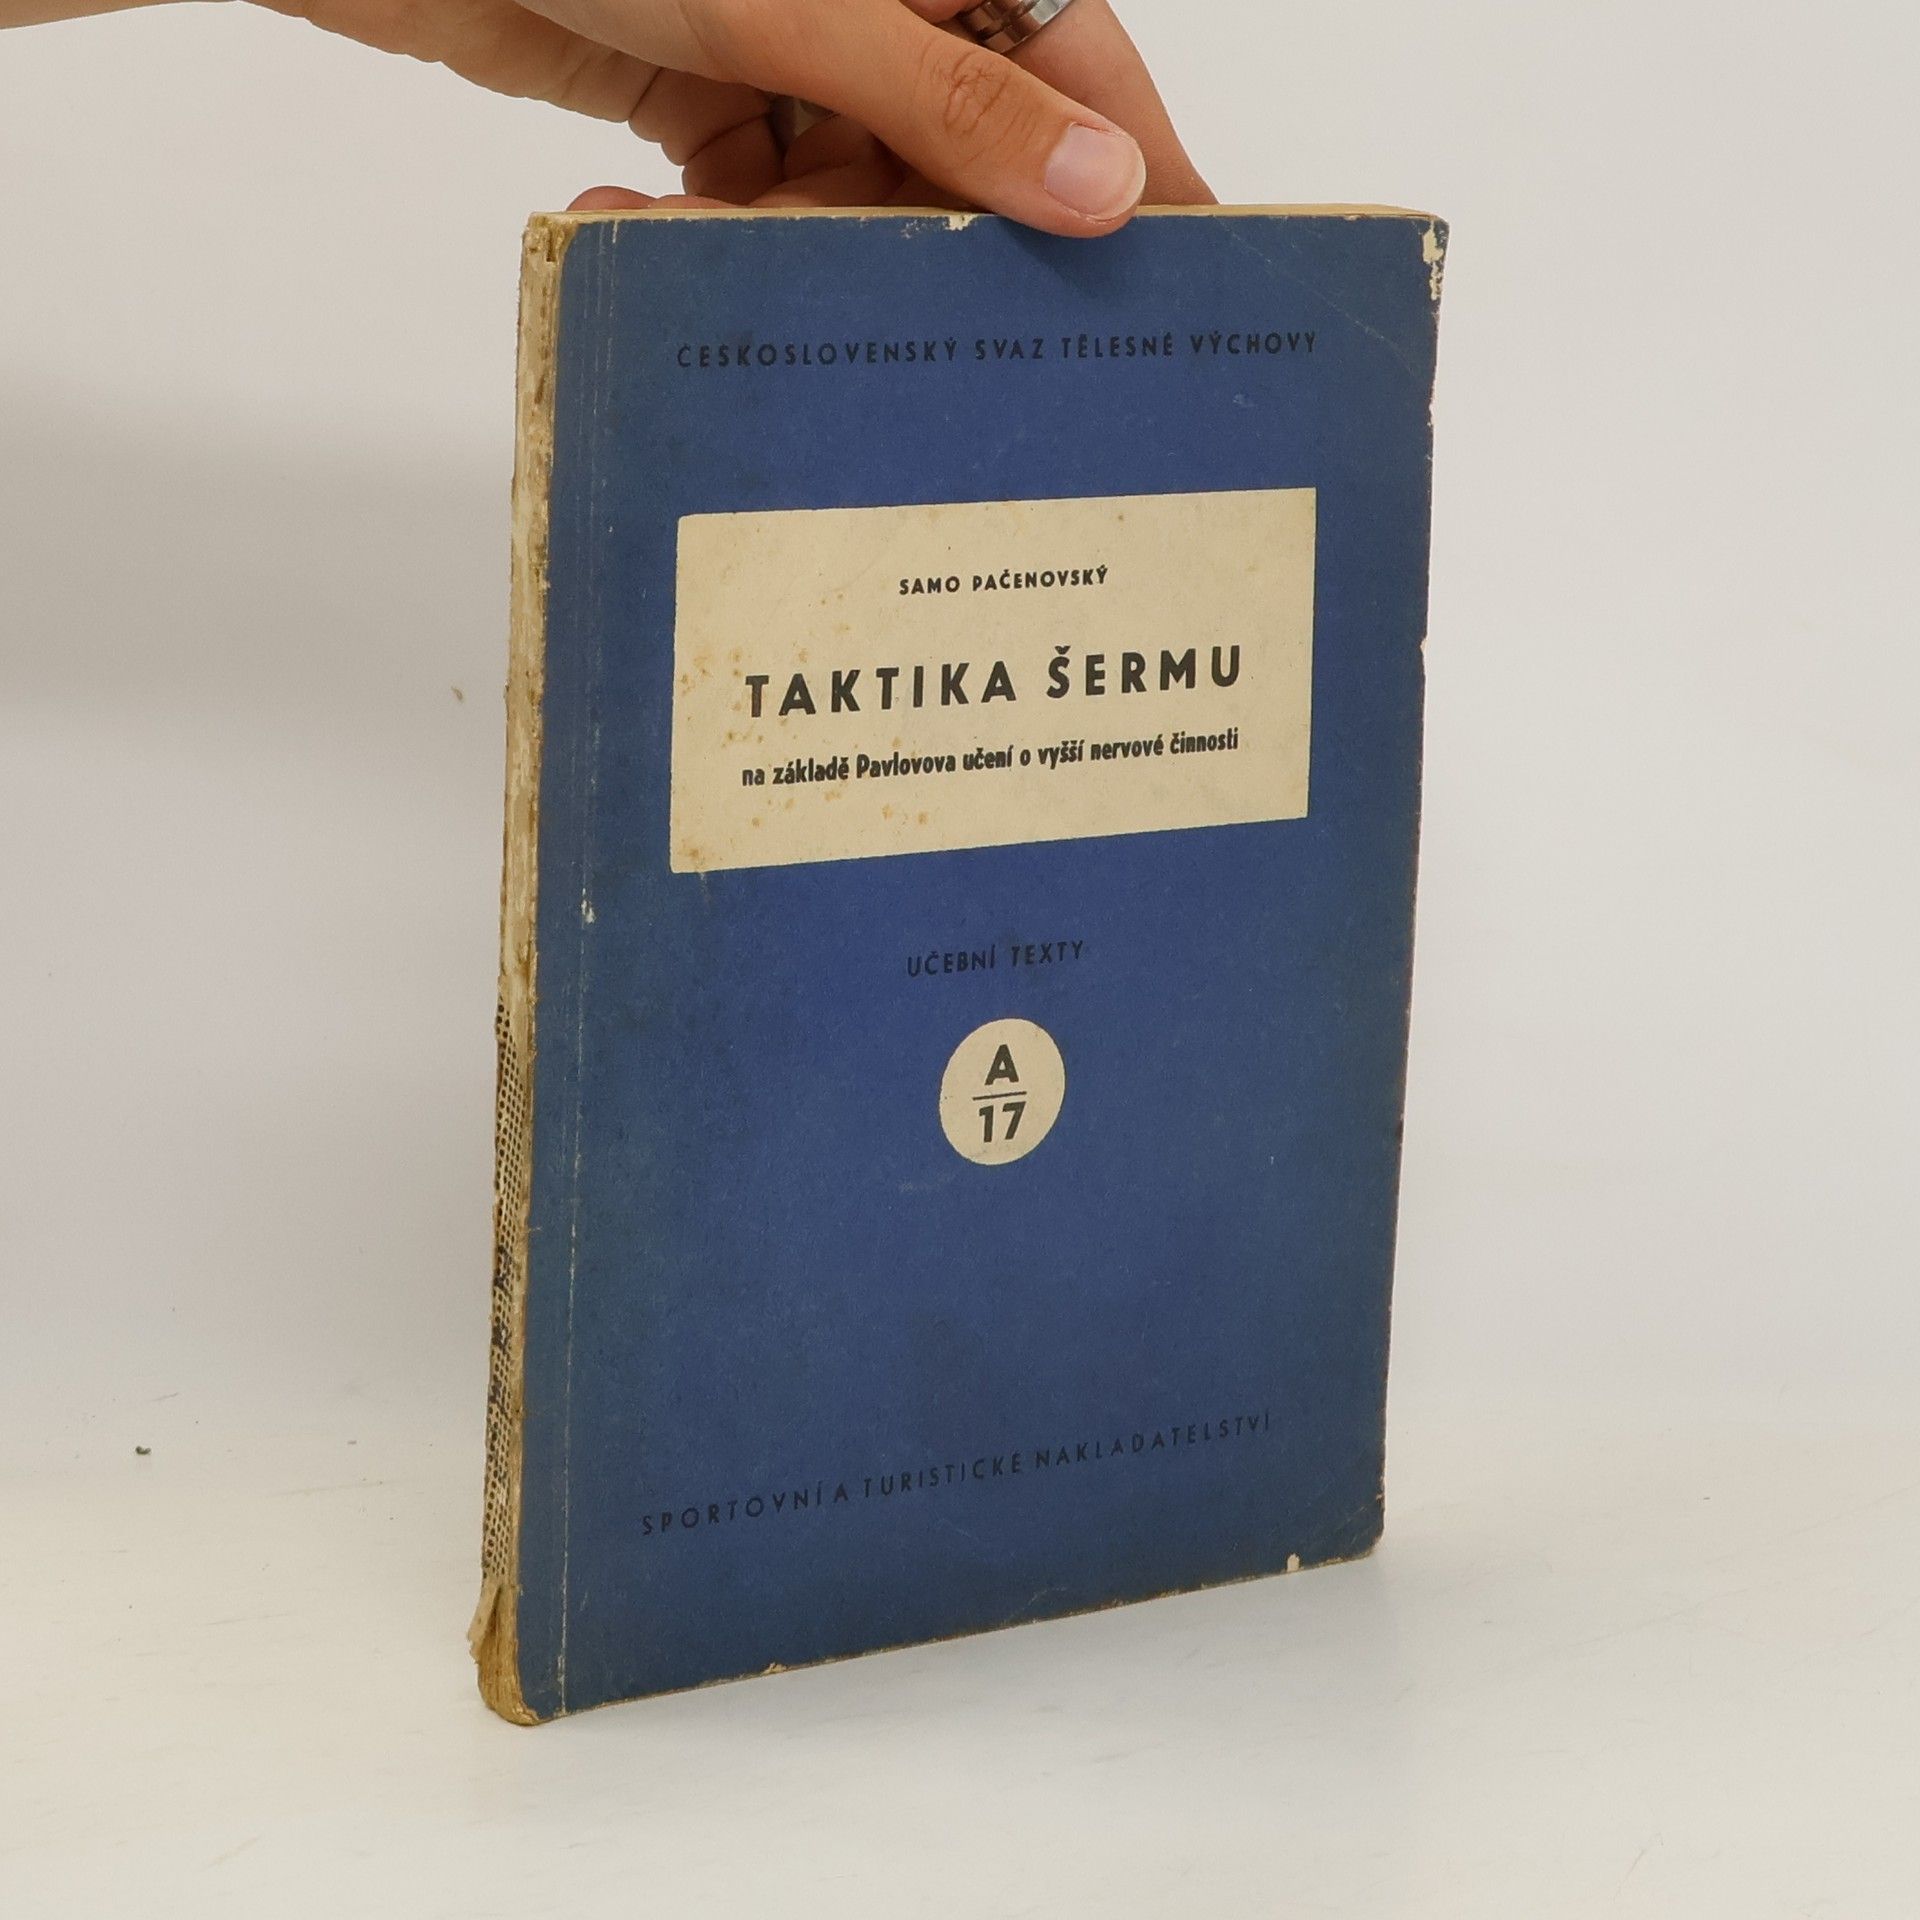 ČESKOSLOVENSKÝ SVAZ TĚLESNÉ VÝCHOVY
SAMO PAČENOVSKÝ
TAKTIKA ŠERMU
na základě Pavlovova učení o vyšší nervové činnosti
UČEBNÍ TEXTY
A
17
SPORTOVNÍ A TURISTICKÉ NAKLADATELSTVÍ